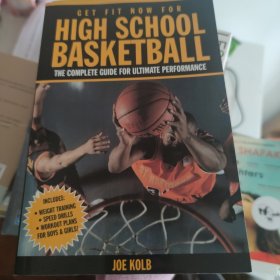 GET FIT NOW FOR
HIGH SCHOOL
BASKETBALL
THE COMPLETE GUIDE FOR ULTIMATE PERFORMANCE
INCLUDES:
• WEIGHT TRAINING
• SPEED DRILLS
• WORKOUT PLANS
FOR BOYS & GIRLS!
JOE KOLB
SHAPA